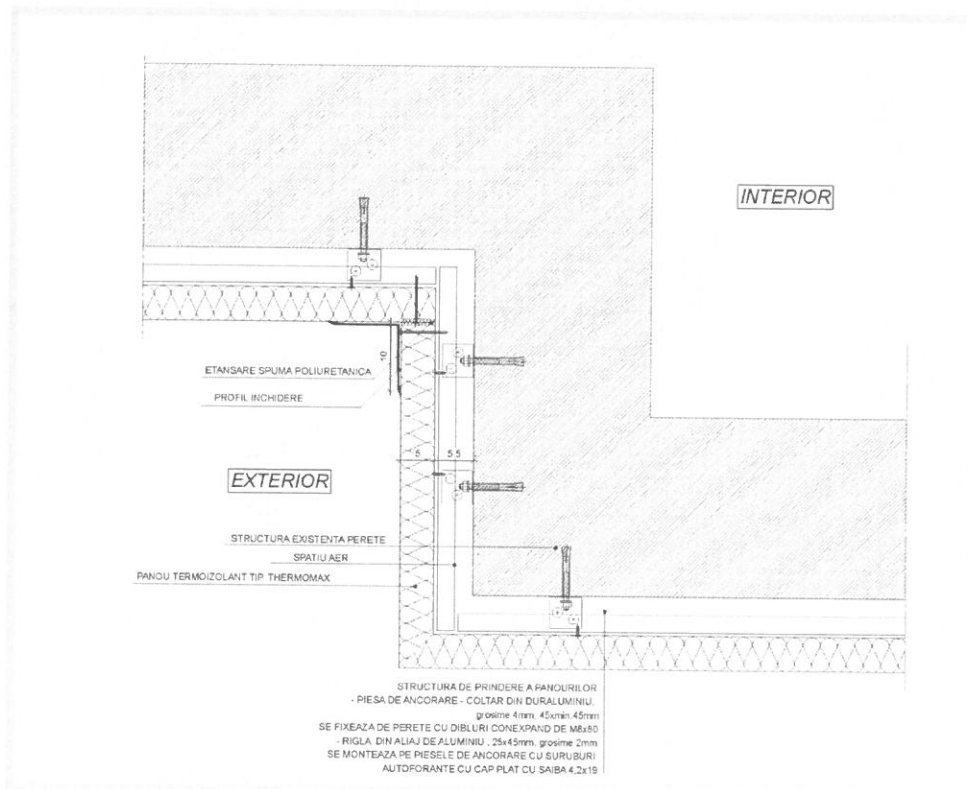 INTERIOR
10
ETANSARE SPUMA POLIURETANICA
PROFIL INCHIDERE
5 5.5
EXTERIOR
STRUCTURA EXISTENTA PERETE
SPATIU AER
PANOU TERMOIZOLANT TIP THERMOMAX
STRUCTURA DE PRINDERE A PANOURILOR
- PIESA DE ANCORARE - COLTAR DIN DURALUMINIU,
grosime 4mm, 45xmin.45mm
SE FIXEAZA DE PERETE CU DIBLURI CONEXPAND DE M8x80
- RIGLA DIN ALIAJ DE ALUMINIU , 25x45mm, grosime 2mm
SE MONTEAZA PE PIESELE DE ANCORARE CU SURUBURI
AUTOFORANTE CU CAP PLAT CU SAIBA 4,2x19